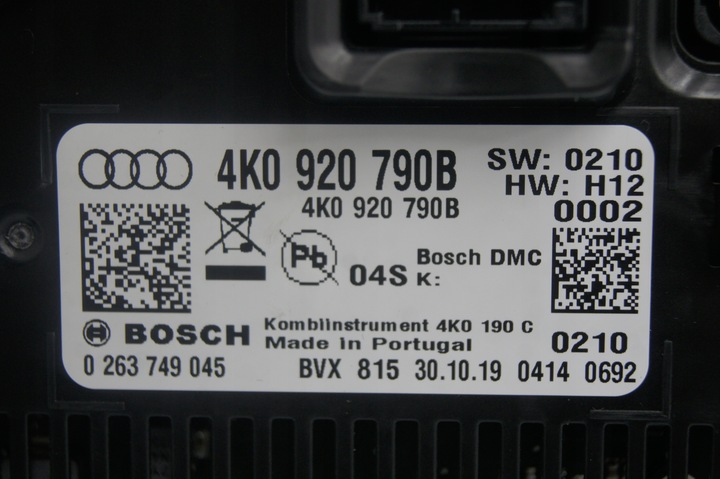 4K0 920 790B SW: 0210
HW: H12
4K0 920 790B 0002
Pb
04S
Bosch DMC
K:
BOSCH
Kombiinstrument 4K0 190 C
Made in Portugal
0210
0 263 749 045 BVX 815 30.10.19 0414 0692